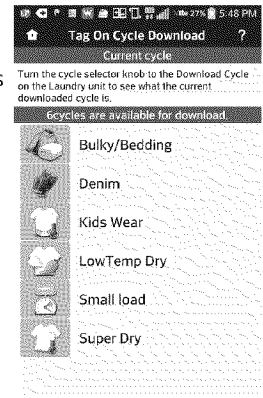 27% 5:48 PM
Tag On Cycle Download ?
Current cycle
s
Turn the cycle selector knob to the Download Cycle
on the Laundry unit to see what the current
downloaded cycle is.
6cycles are available for download.
Bulky/Bedding
Denim
Kids Wear
LowTemp Dry
Small load
Super Dry